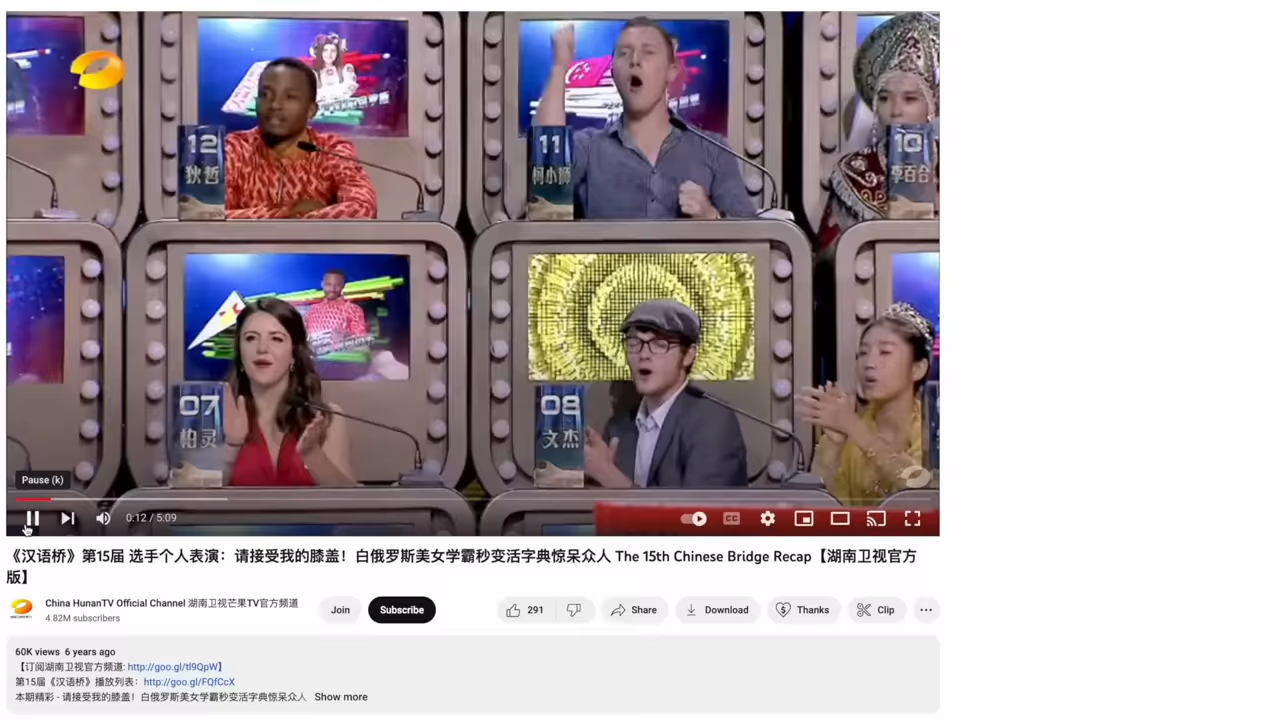 12
狄哲
11
柯小狮
10
李百合
07
柏灵
08
文杰
Pause (k)
0:12 / 5:09
CC
《汉语桥》第15届 选手个人表演：请接受我的膝盖！白俄罗斯美女学霸秒变活字典惊呆众人 The 15th Chinese Bridge Recap【湖南卫视官方
版】
China HunanTV Official Channel 湖南卫视芒果TV官方频道
4.82M subscribers
Join
Subscribe
291
Share
Download
Thanks
Clip
60K views 6 years ago
【订阅湖南卫视官方频道: http://goo.gl/tl9QpW】
第15届《汉语桥》播放列表：http://goo.gl/FQfCcX
本期精彩 - 请接受我的膝盖！白俄罗斯美女学霸秒变活字典惊呆众人 Show more